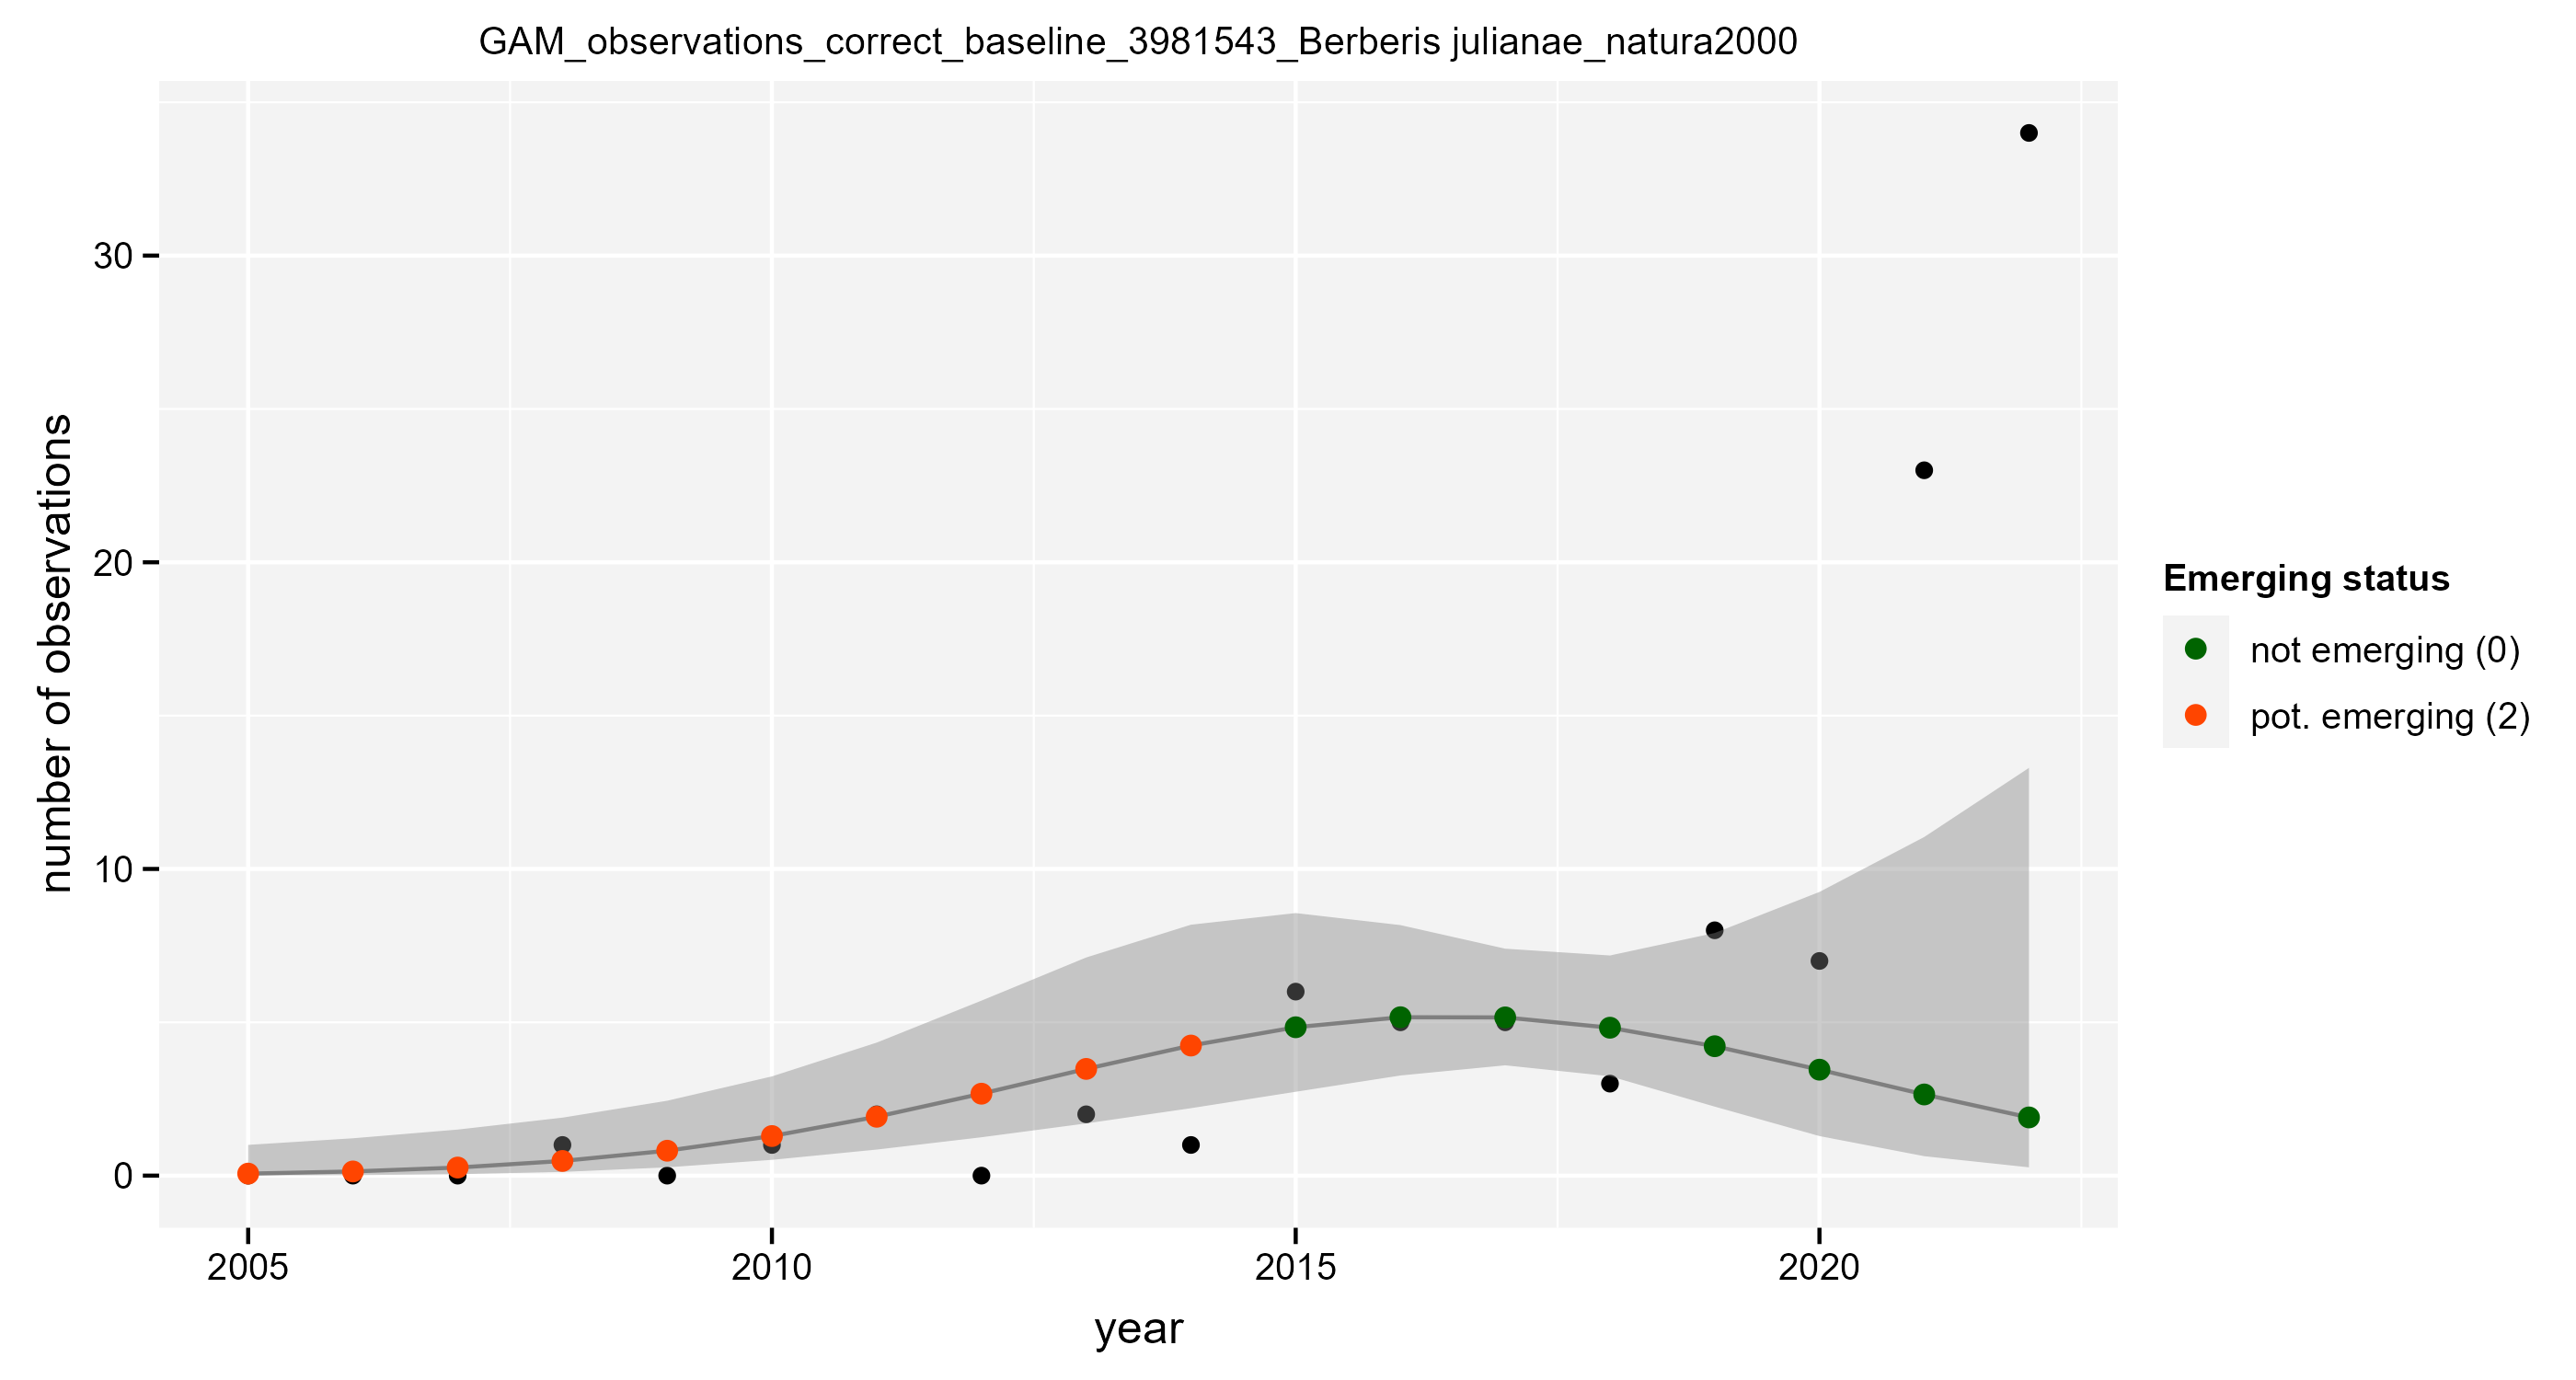 GAM_observations_correct_baseline_3981543_Berberis julianae_natura2000
30
20
10
0
number of observations
2005 2010 2015 2020
year
Emerging status
not emerging (0)
pot. emerging (2)